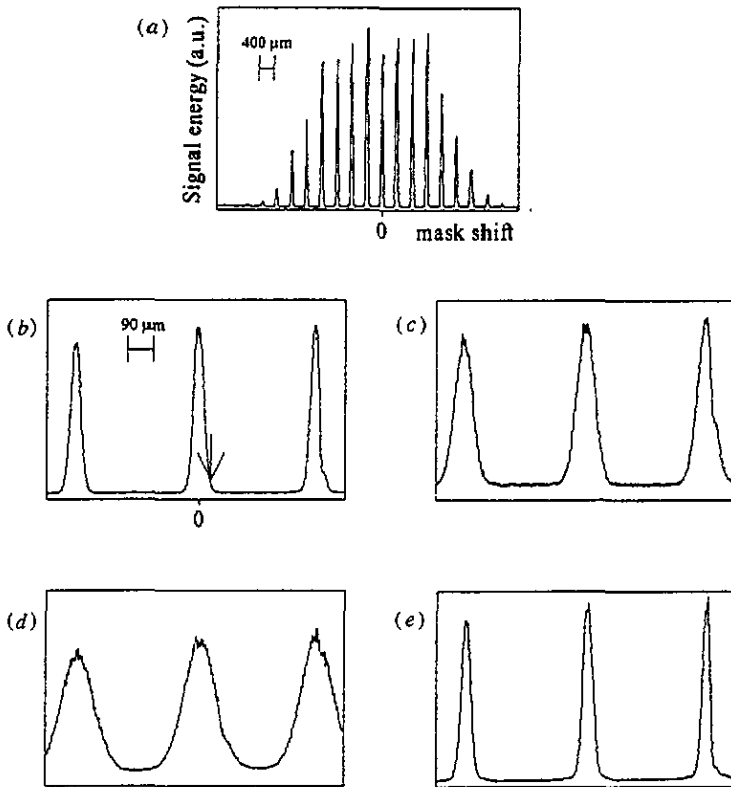 (a)
Signal energy (a.u.)
400 µm
0 mask shift
(b)
90 µm
0
(c)
(d)
(e)